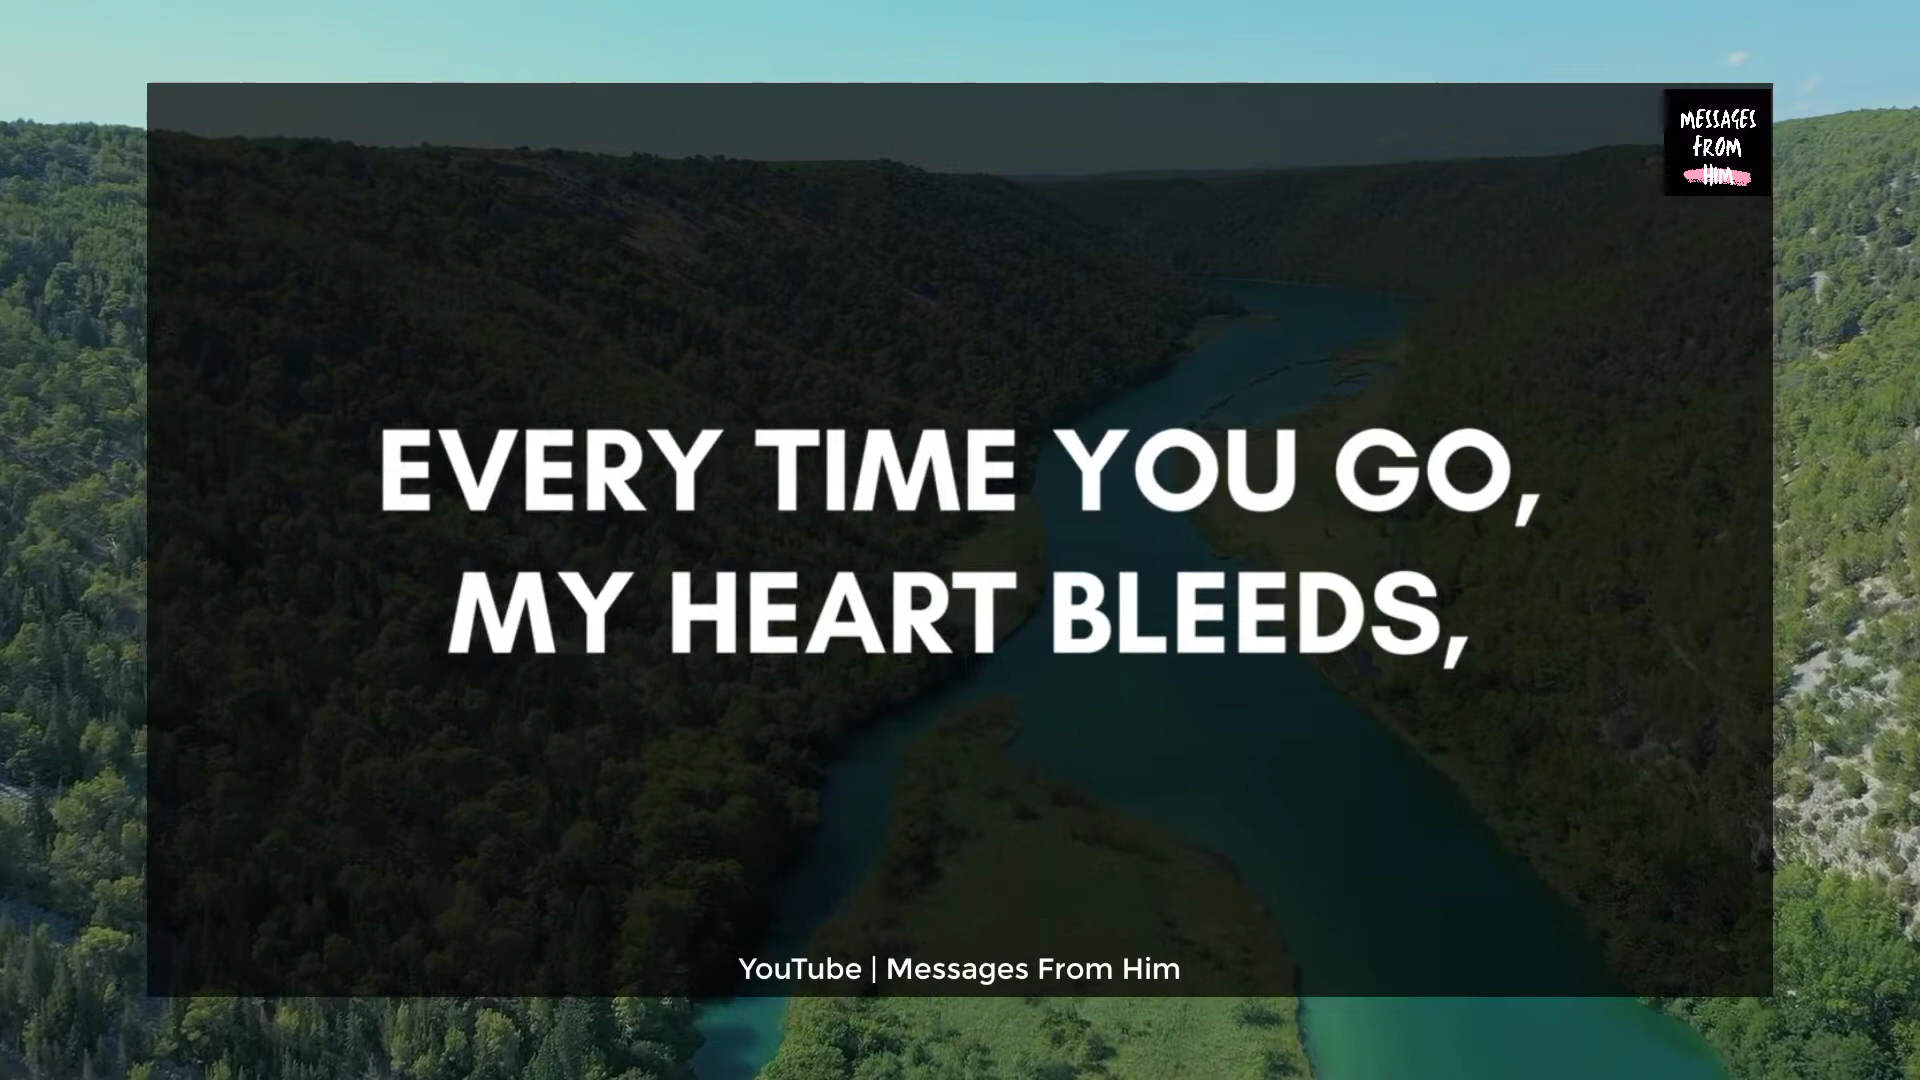 MESSAGES
FROM
HIM
EVERY TIME YOU GO,
MY HEART BLEEDS,
YouTube | Messages From Him